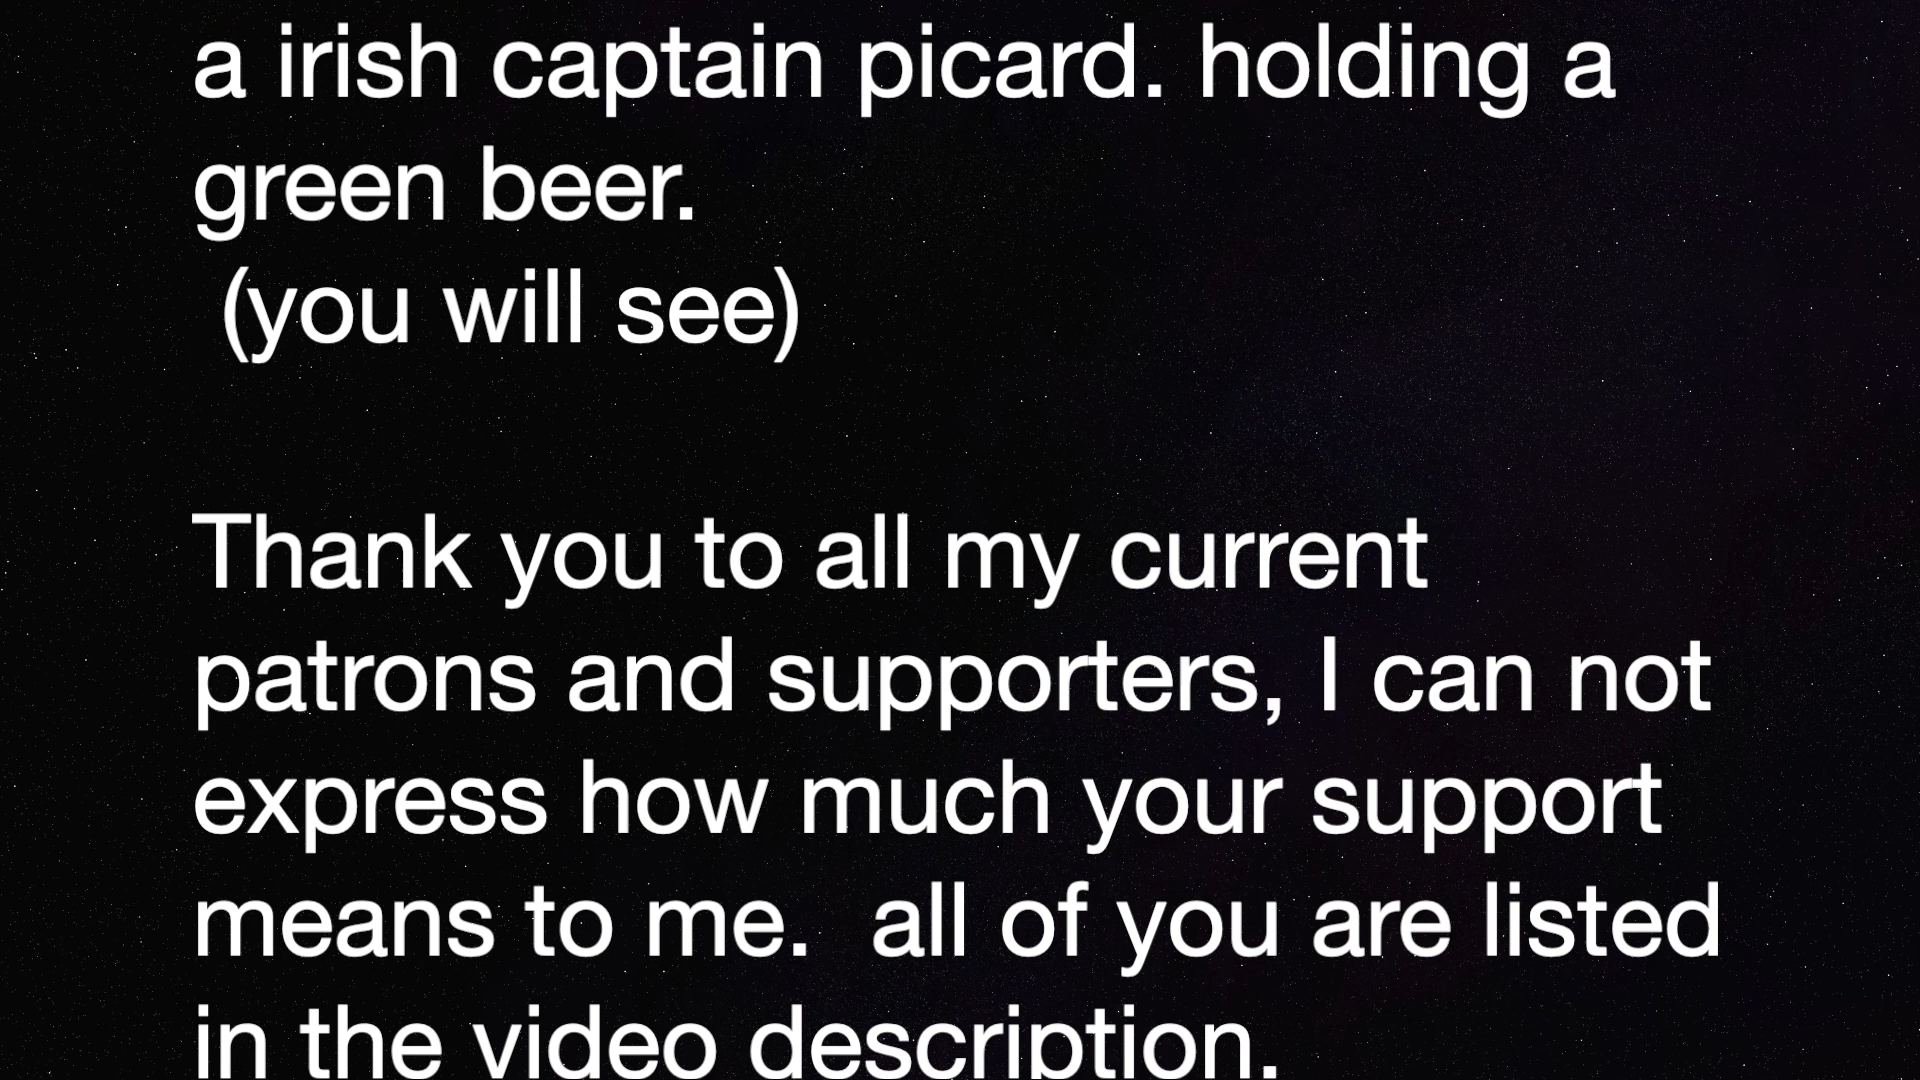 a irish captain picard. holding a
green beer.
(you will see)
Thank you to all my current
patrons and supporters, I can not
express how much your support
means to me.  all of you are listed
in the video description.